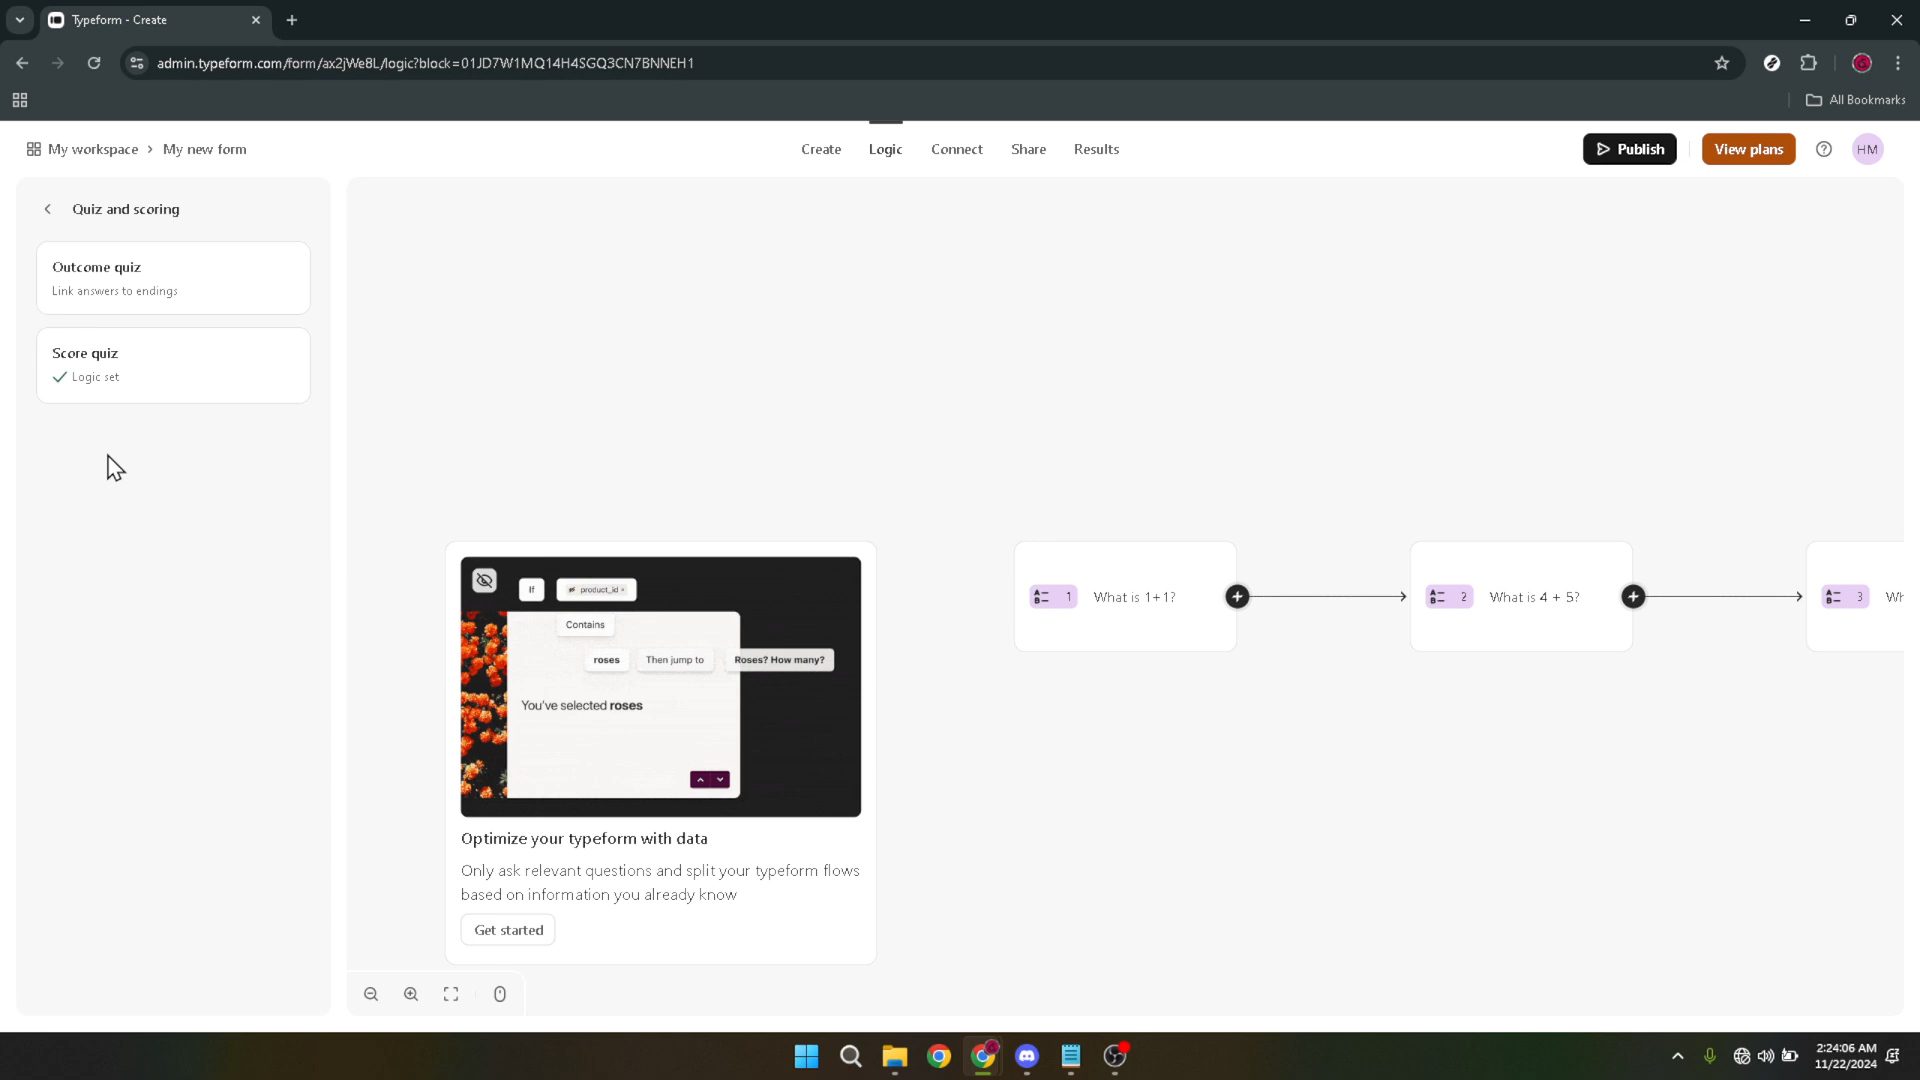 Typeform - Create
admin.typeform.com/form/ax2jWe8L/logic?block=01JD7W1MQ14H4SGQ3CN7BNNEH1
All Bookmarks
My workspace
My new form
Create
Logic
Connect
Share
Results
Publish
View plans
HM
Quiz and scoring
Outcome quiz
Link answers to endings
Score quiz
Logic set
If
product_id
Contains
roses
Then jump to
Roses? How many?
You've selected roses
Optimize your typeform with data
Only ask relevant questions and split your typeform flows
based on information you already know
Get started
A
B
1
What is 1+1?
A
B
2
What is 4 + 5?
A
B
3
Wh
2:24:06 AM
11/22/2024